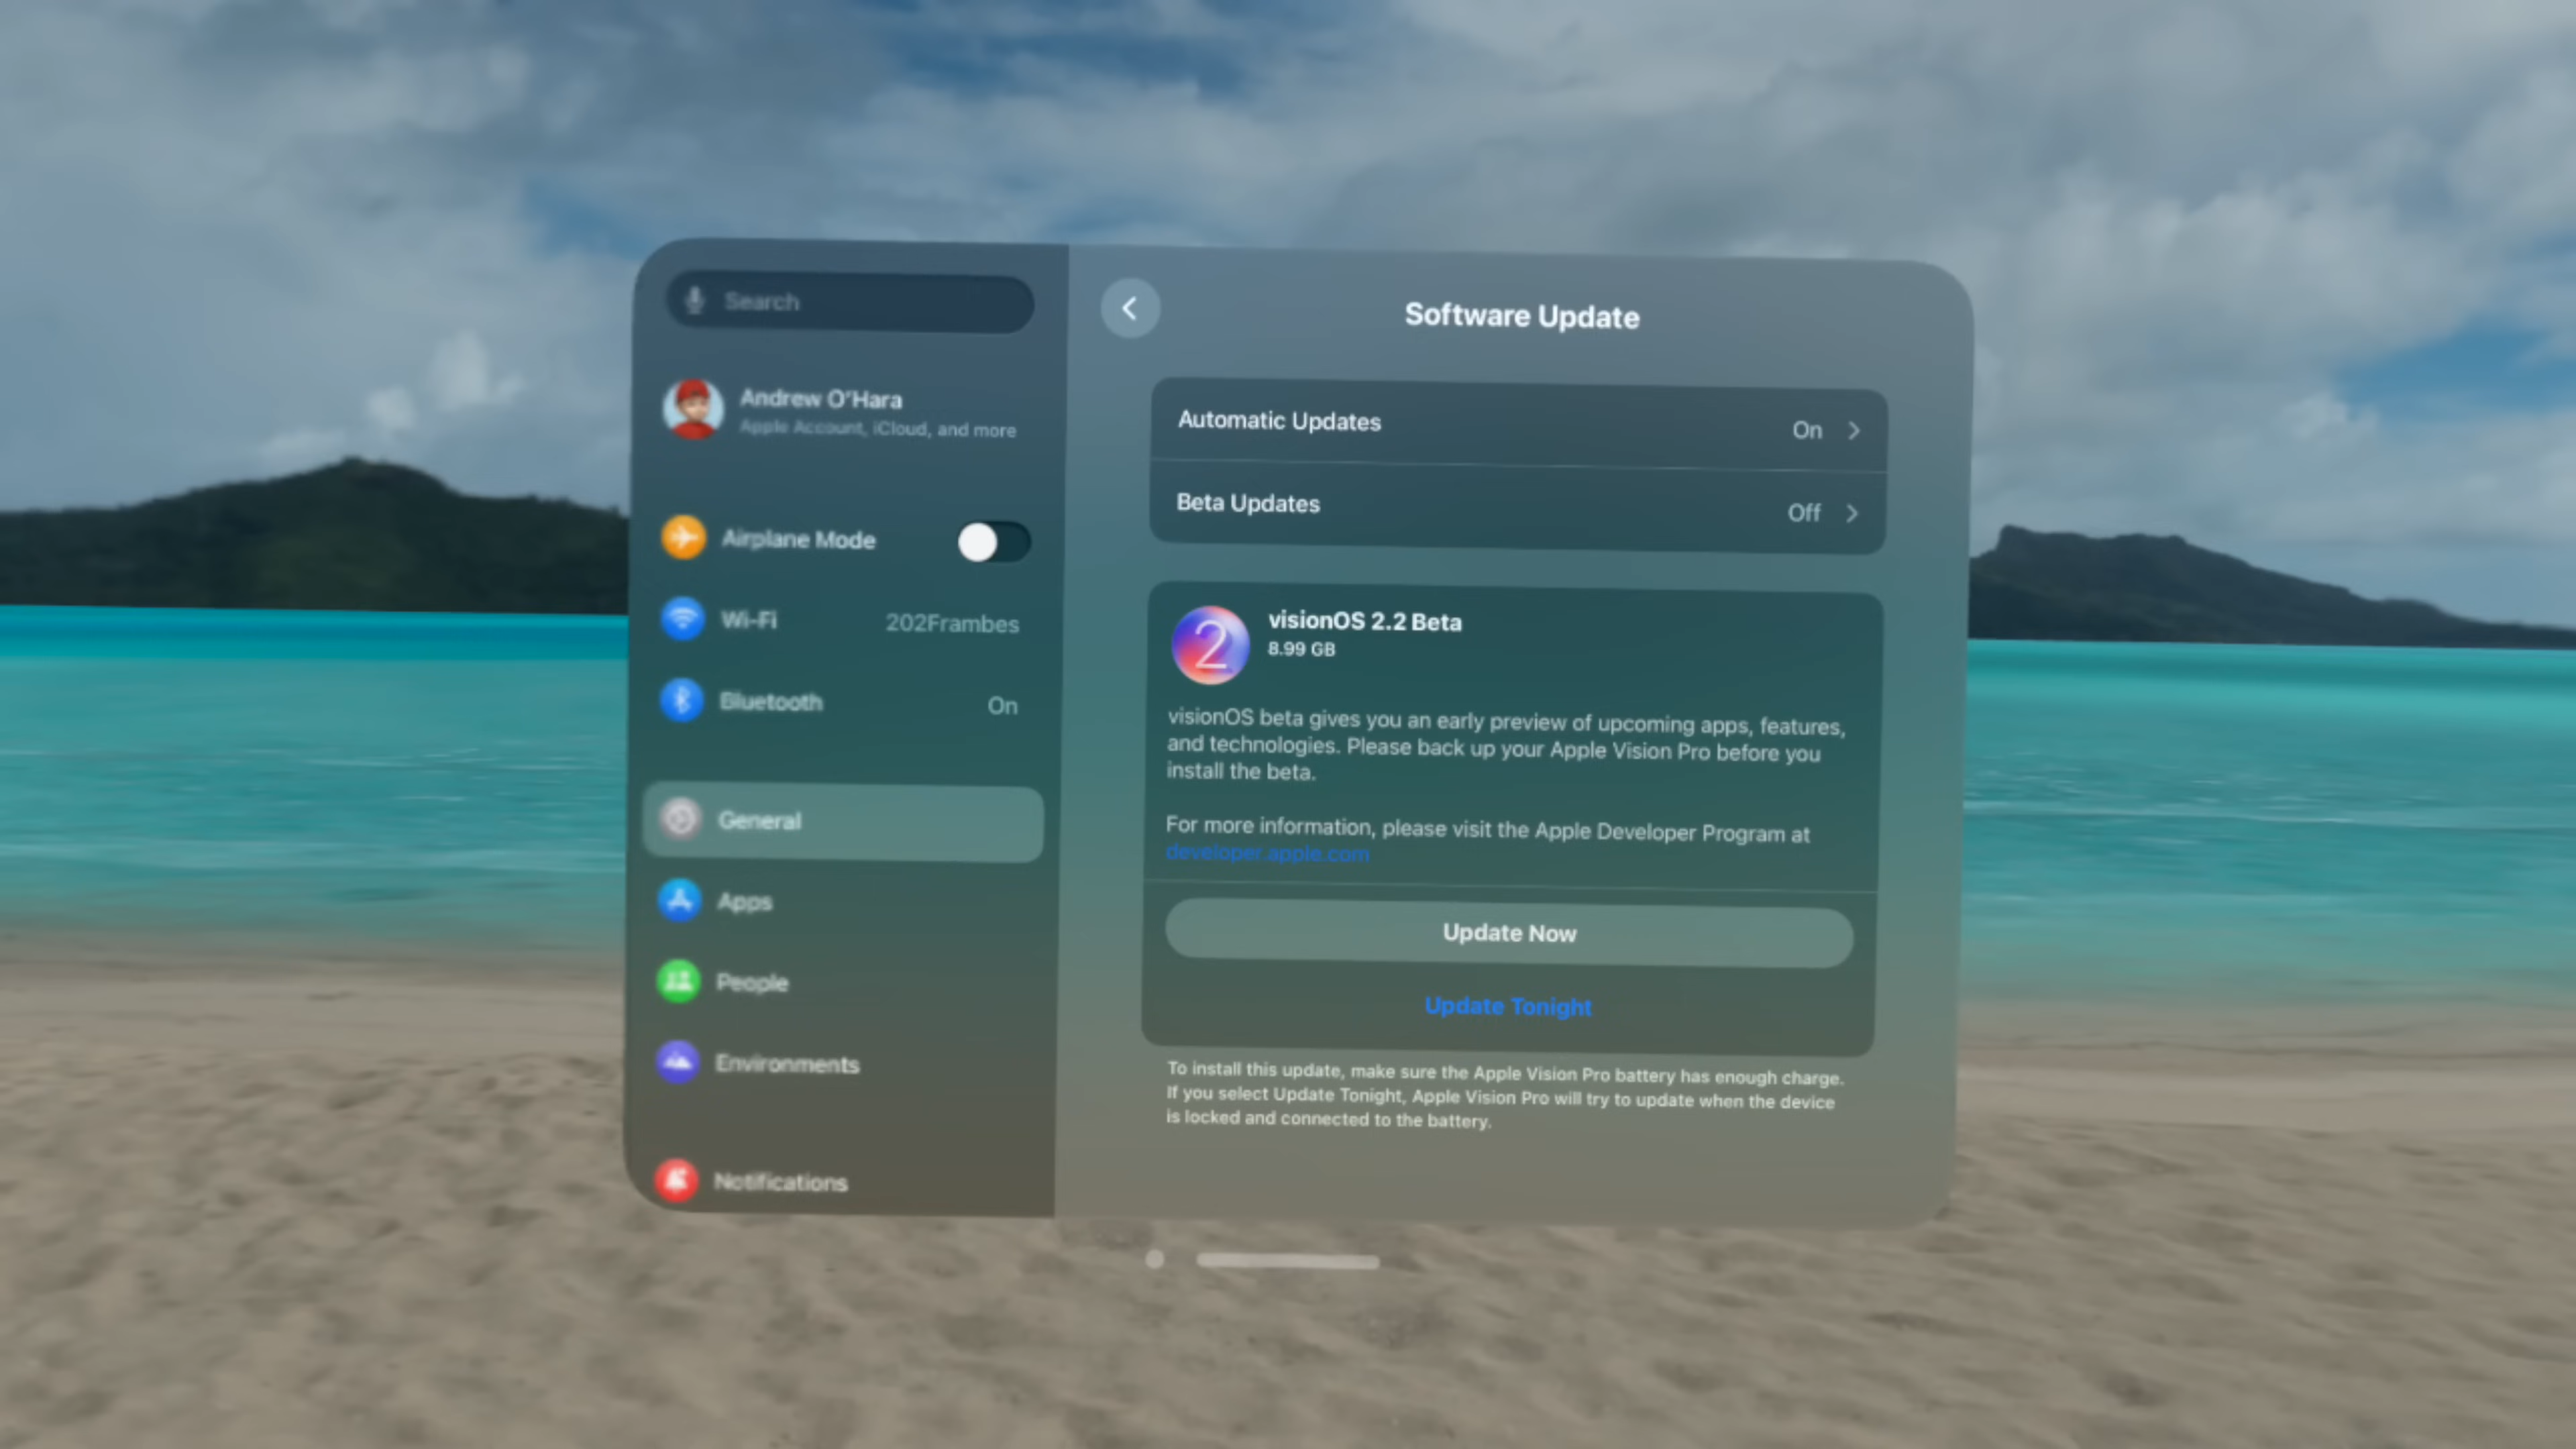 Search
Andrew O'Hara
Apple Account, iCloud, and more
Airplane Mode
Wi-Fi 202Frambes
Bluetooth On
General
Apps
People
Environments
Notifications
Software Update
Automatic Updates On
Beta Updates Off
2
visionOS 2.2 Beta
8.99 GB
visionOS beta gives you an early preview of upcoming apps, features,
and technologies. Please back up your Apple Vision Pro before you
install the beta.
For more information, please visit the Apple Developer Program at
developer.apple.com
Update Now
Update Tonight
To install this update, make sure the Apple Vision Pro battery has enough charge.
If you select Update Tonight, Apple Vision Pro will try to update when the device
is locked and connected to the battery.